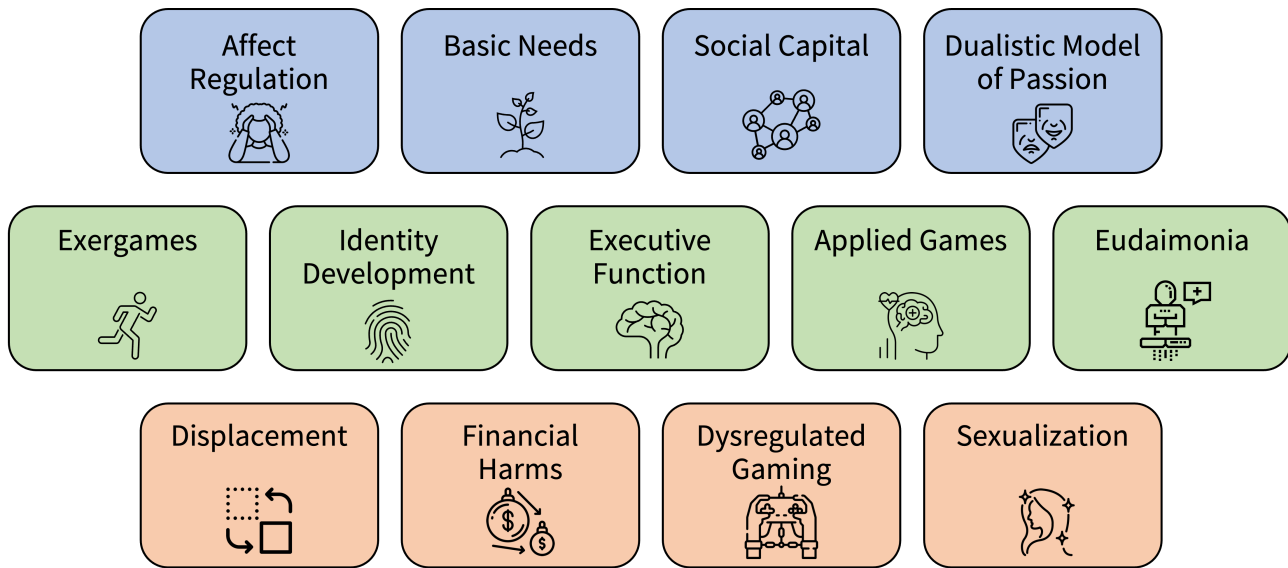 Affect
Regulation
Basic Needs
Social Capital
Dualistic Model
of Passion
Exergames
Identity
Development
Executive
Function
Applied Games
Eudaimonia
Displacement
Financial
Harms
$
$
Dysregulated
Gaming
Sexualization